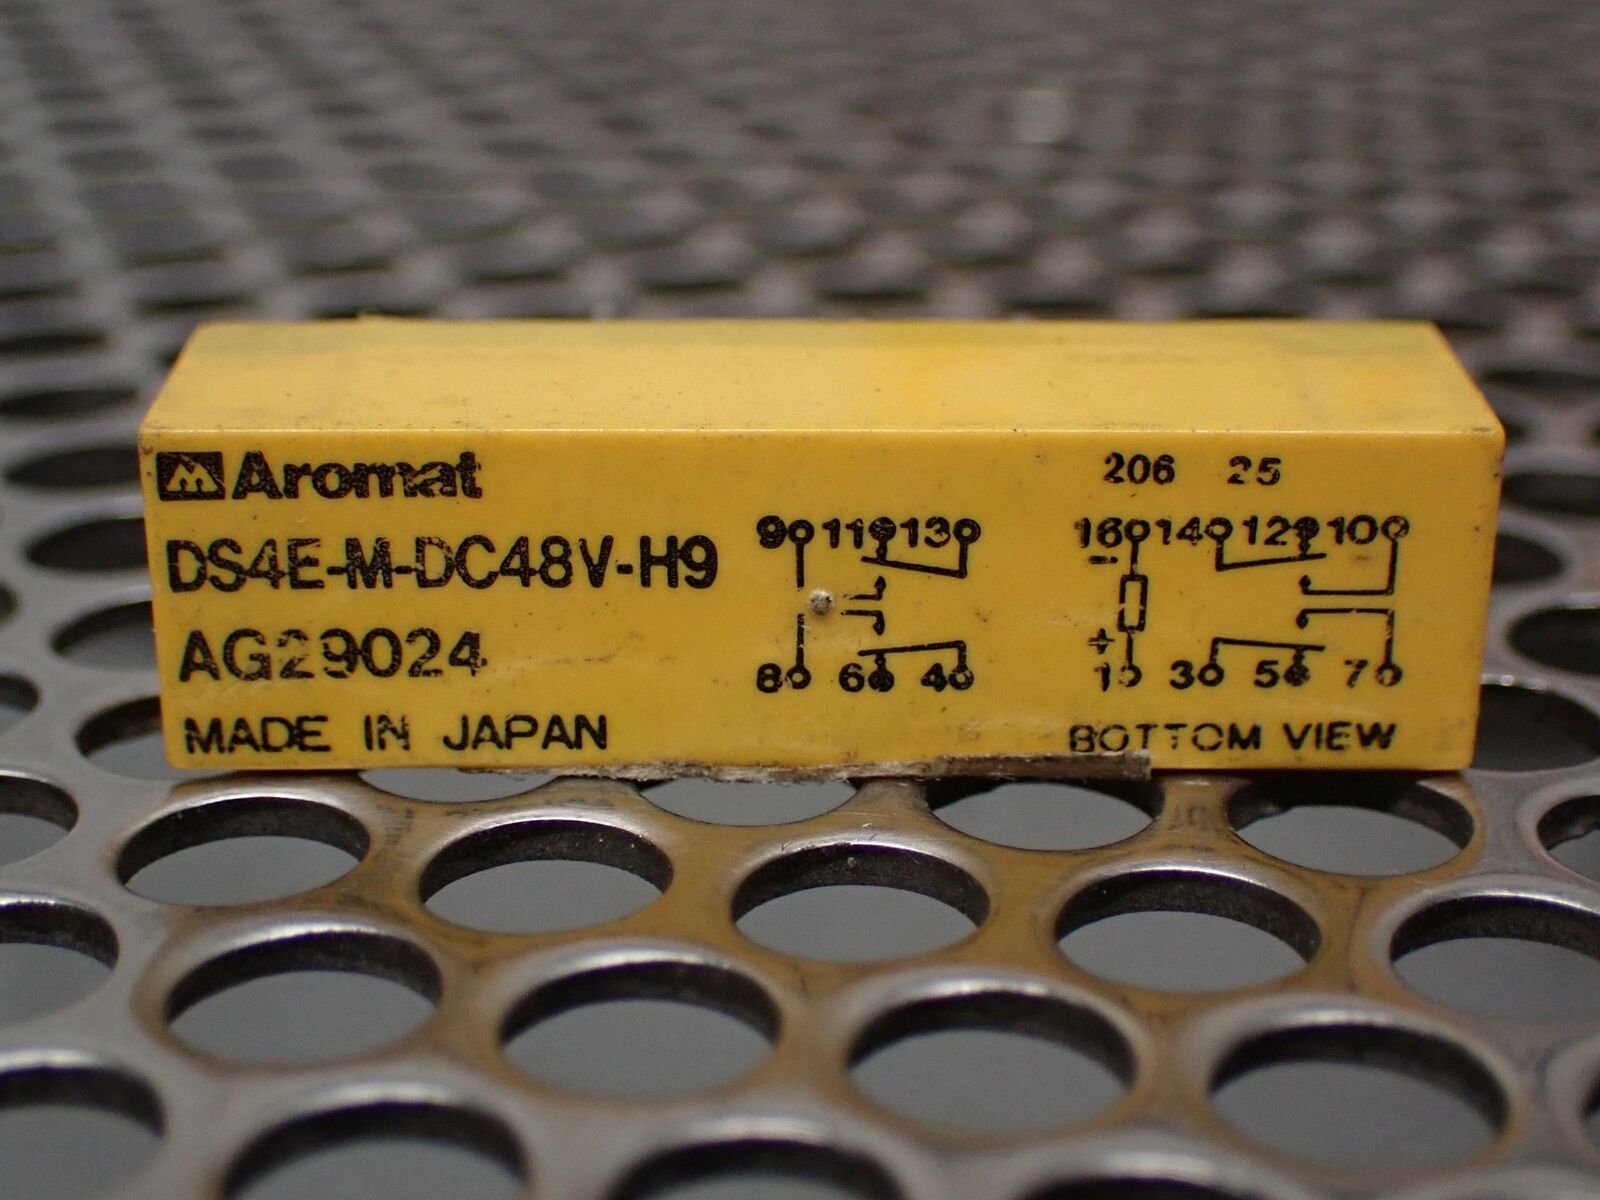 M Aromat
DS4E-M-DC48V-H9
AG29024
MADE IN JAPAN
9 11 13
8 6 4
206 25
16 14 12 10
-
+
1 3 5 7
BOTTOM VIEW